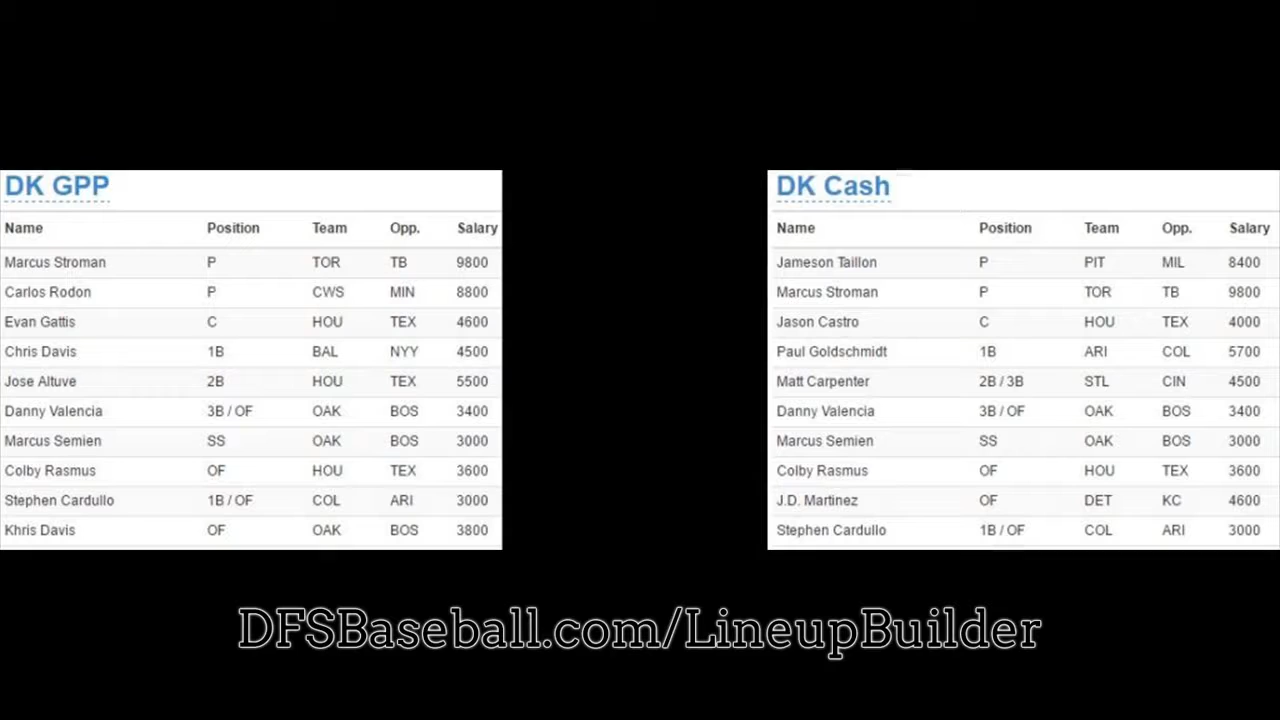 DK GPP
Name Position Team Opp. Salary
Marcus Stroman P TOR TB 9800
Carlos Rodon P CWS MIN 8800
Evan Gattis C HOU TEX 4600
Chris Davis 1B BAL NYY 4500
Jose Altuve 2B HOU TEX 5500
Danny Valencia 3B / OF OAK BOS 3400
Marcus Semien SS OAK BOS 3000
Colby Rasmus OF HOU TEX 3600
Stephen Cardullo 1B / OF COL ARI 3000
Khris Davis OF OAK BOS 3800
DK Cash
Name Position Team Opp. Salary
Jameson Taillon P PIT MIL 8400
Marcus Stroman P TOR TB 9800
Jason Castro C HOU TEX 4000
Paul Goldschmidt 1B ARI COL 5700
Matt Carpenter 2B / 3B STL CIN 4500
Danny Valencia 3B / OF OAK BOS 3400
Marcus Semien SS OAK BOS 3000
Colby Rasmus OF HOU TEX 3600
J.D. Martinez OF DET KC 4600
Stephen Cardullo 1B / OF COL ARI 3000
DFSBaseball.com/LineupBuilder